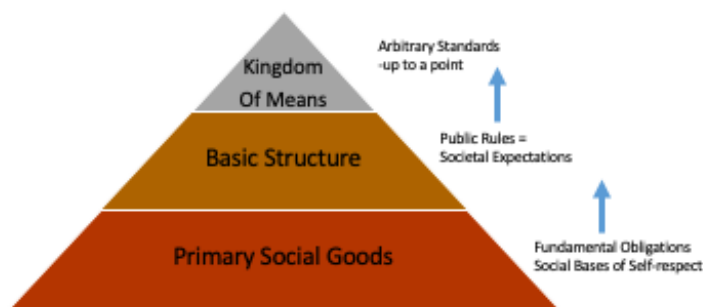 Kingdom
Of Means
Arbitrary Standards
-up to a point
Basic Structure
Public Rules =
Societal Expectations
Primary Social Goods
Fundamental Obligations
Social Bases of Self-respect